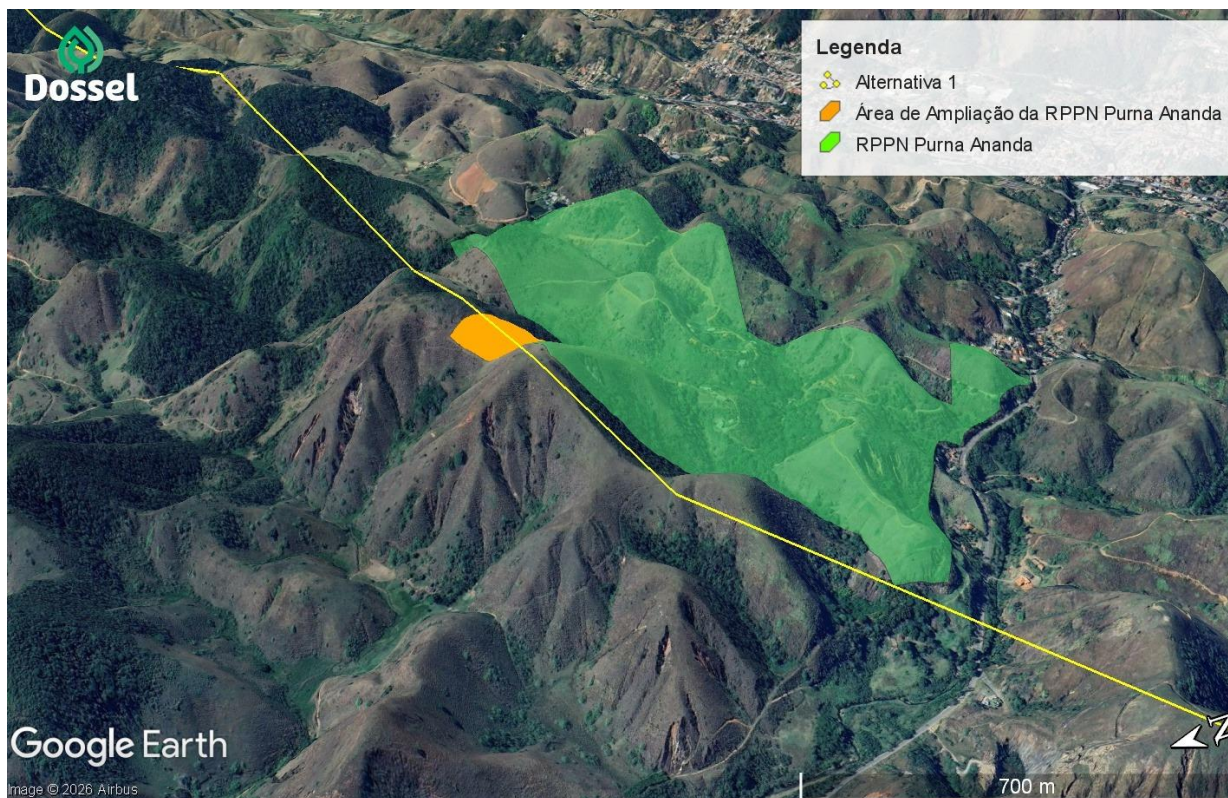 Dossel
Legenda
Alternativa 1
Área de Ampliação da RPPN Purna Ananda
RPPN Purna Ananda
Google Earth
Image © 2026 Airbus
700 m
N